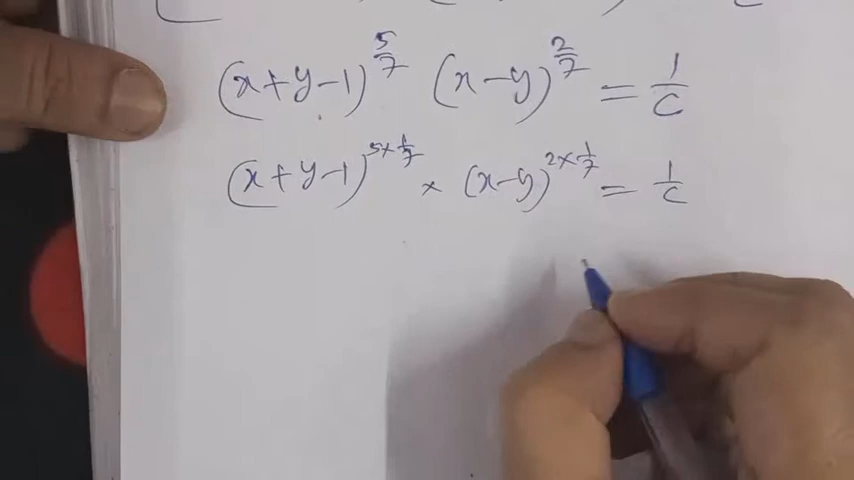 (x+y-1)^{5/7} (x-y)^{2/7} = 1/c
(x+y-1)^{5×1/7} × (x-y)^{2×1/7} = 1/c